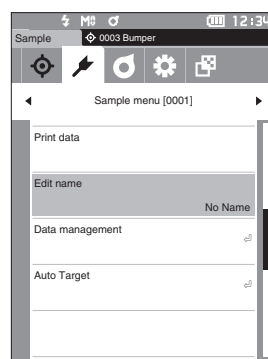 M
12:34
Sample
0003 Bumper
Sample menu [0001]
Print data
Edit name
No Name
Data management
Auto Target